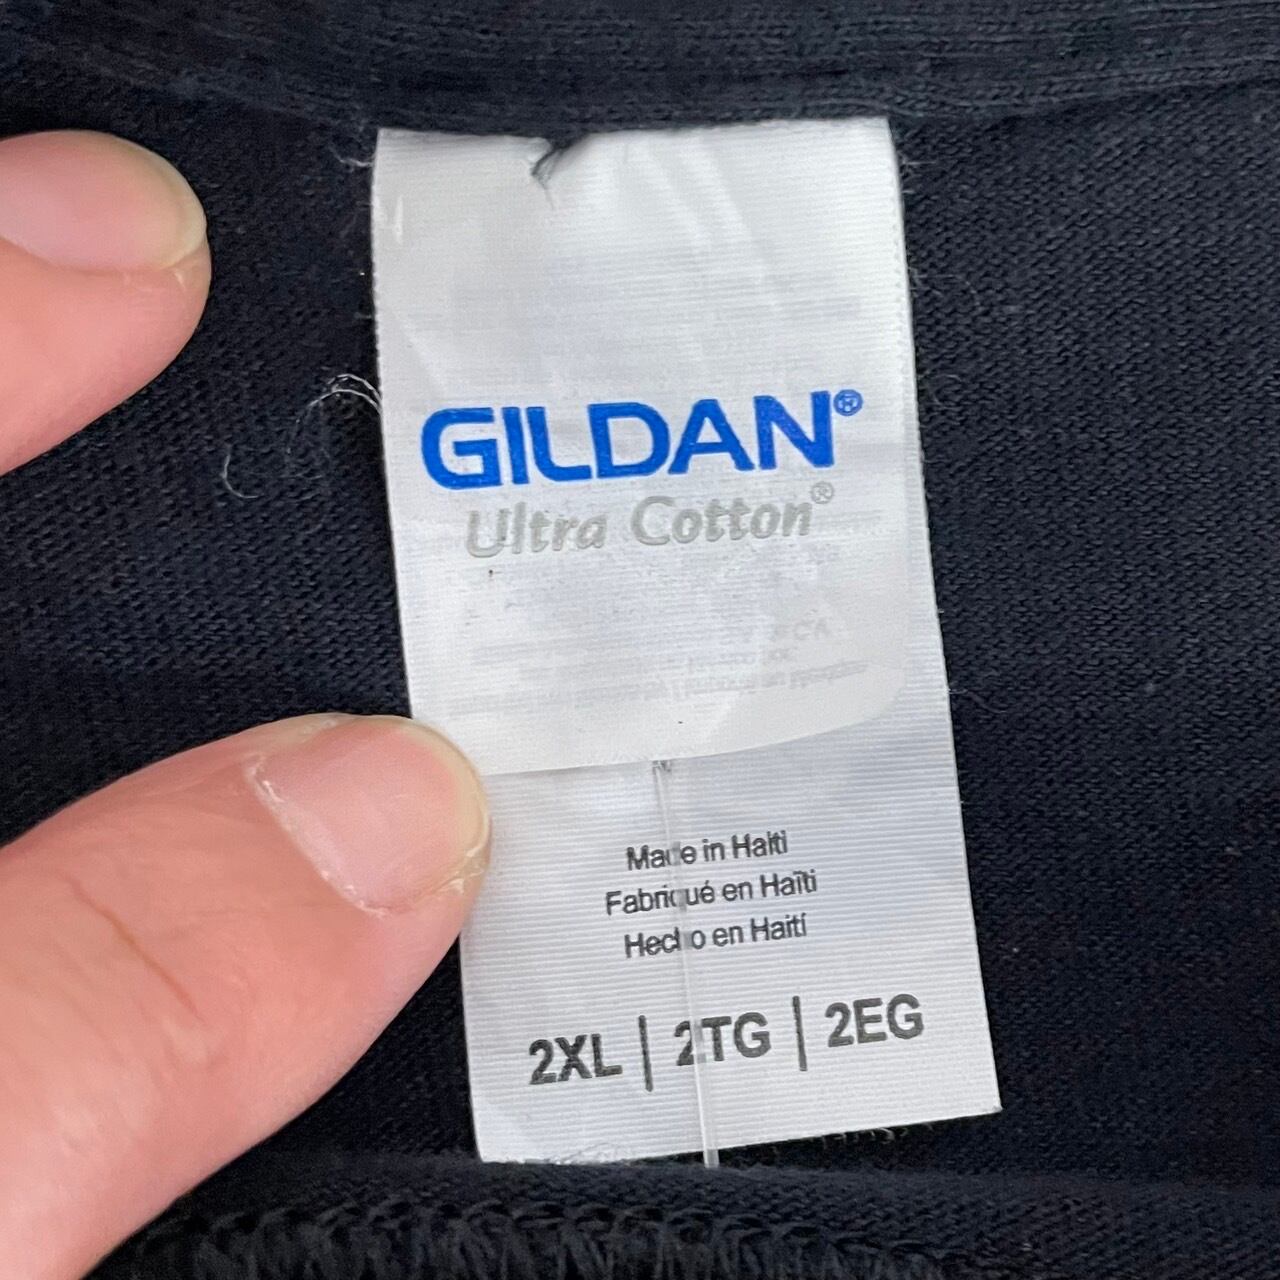 GILDAN®
Ultra Cotton®
Made in Haiti
Fabriqué en Haïti
Hecho en Haití
2XL | 2TG | 2EG